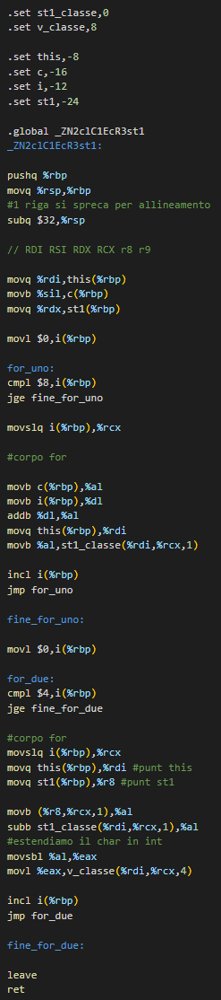 .set st1_classe,0
.set v_classe,8
.set this,-8
.set c,-16
.set i,-12
.set st1,-24
.global _ZN2clC1EcR3st1
_ZN2clC1EcR3st1:
pushq %rbp
movq %rsp,%rbp
#1 riga si spreca per allineamento
subq $32,%rsp
// RDI RSI RDX RCX r8 r9
movq %rdi,this(%rbp)
movb %sil,c(%rbp)
movq %rdx,st1(%rbp)
movl $0,i(%rbp)
for_uno:
cmpl $8,i(%rbp)
jge fine_for_uno
movslq i(%rbp),%rcx
#corpo for
movb c(%rbp),%al
movb i(%rbp),%dl
addb %dl,%al
movq this(%rbp),%rdi
movb %al,st1_classe(%rdi,%rcx,1)
incl i(%rbp)
jmp for_uno
fine_for_uno:
movl $0,i(%rbp)
for_due:
cmpl $4,i(%rbp)
jge fine_for_due
#corpo for
movslq i(%rbp),%rcx
movq this(%rbp),%rdi #punt this
movq st1(%rbp),%r8 #punt st1
movb (%r8,%rcx,1),%al
subb st1_classe(%rdi,%rcx,1),%al
#estendiamo il char in int
movsbl %al,%eax
movl %eax,v_classe(%rdi,%rcx,4)
incl i(%rbp)
jmp for_due
fine_for_due:
leave
ret